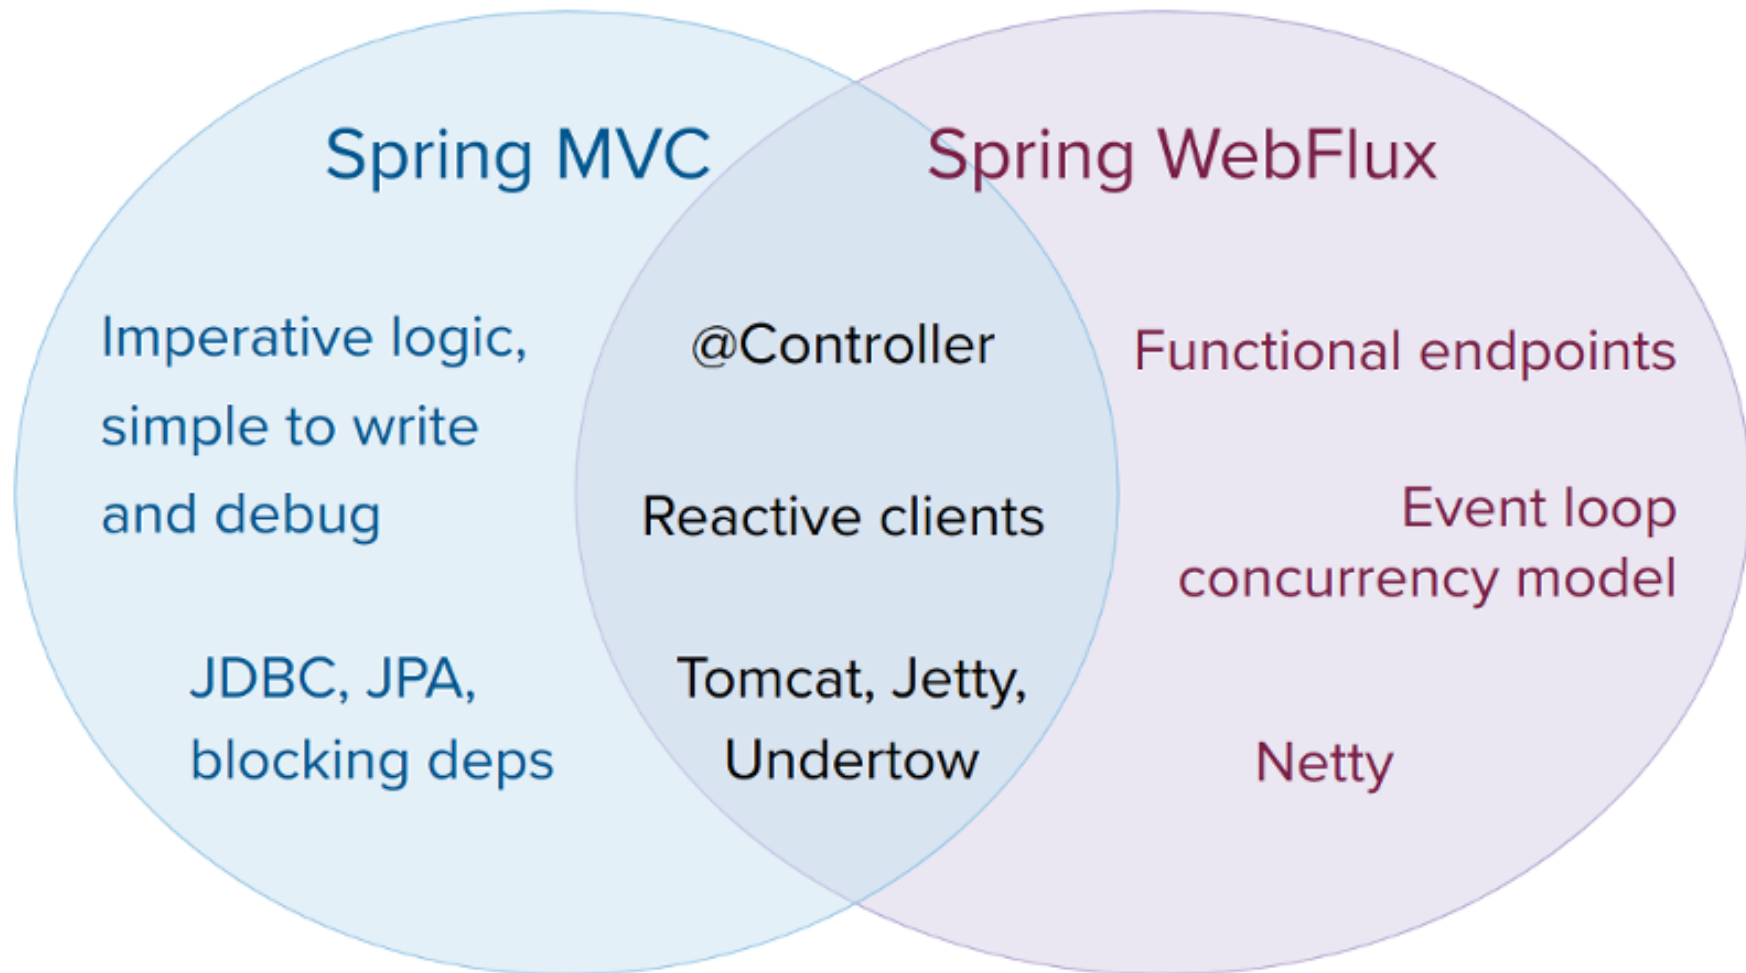 Spring MVC
Spring WebFlux
Imperative logic,
simple to write
and debug
JDBC, JPA,
blocking deps
@Controller
Reactive clients
Tomcat, Jetty,
Undertow
Functional endpoints
Event loop
concurrency model
Netty